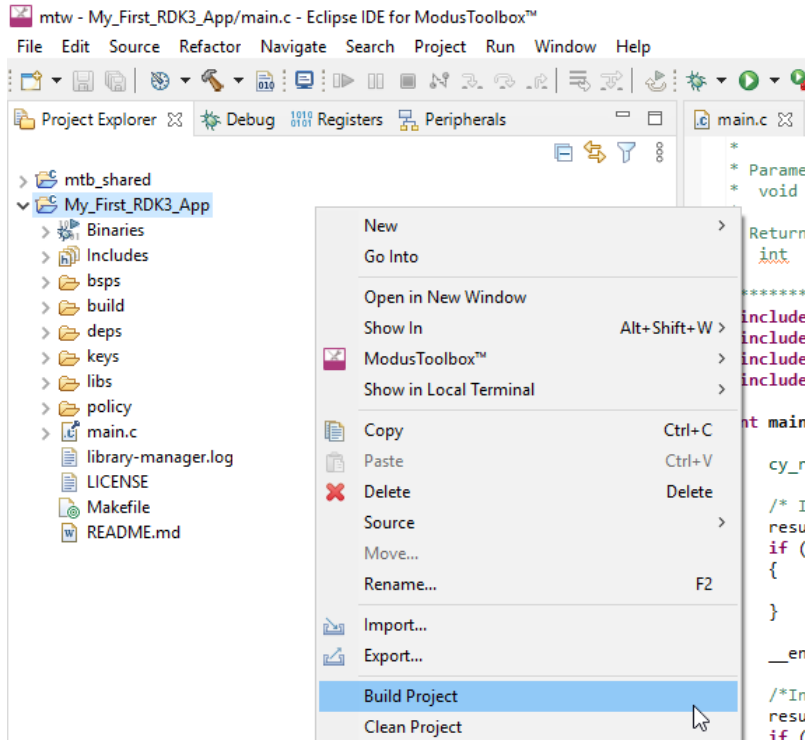 mtw - My_First_RDK3_App/main.c - Eclipse IDE for ModusToolbox™
File Edit Source Refactor Navigate Search Project Run Window Help
010
Project Explorer Debug 1010 0101 Registers Peripherals
main.c
mtb_shared
My_First_RDK3_App
Binaries
Includes
bsps
build
deps
keys
libs
policy
main.c
library-manager.log
LICENSE
Makefile
README.md
New
Go Into
Open in New Window
Show In Alt+Shift+W
ModusToolbox™
Show in Local Terminal
Copy Ctrl+C
Paste Ctrl+V
Delete Delete
Source
Move...
Rename... F2
Import...
Export...
Build Project
Clean Project
*
* Parame
* void
Return
int
*******
include
include
include
include
nt main
cy_r
/* I
resu
if (
{
}
__en
/*In
resu
if (